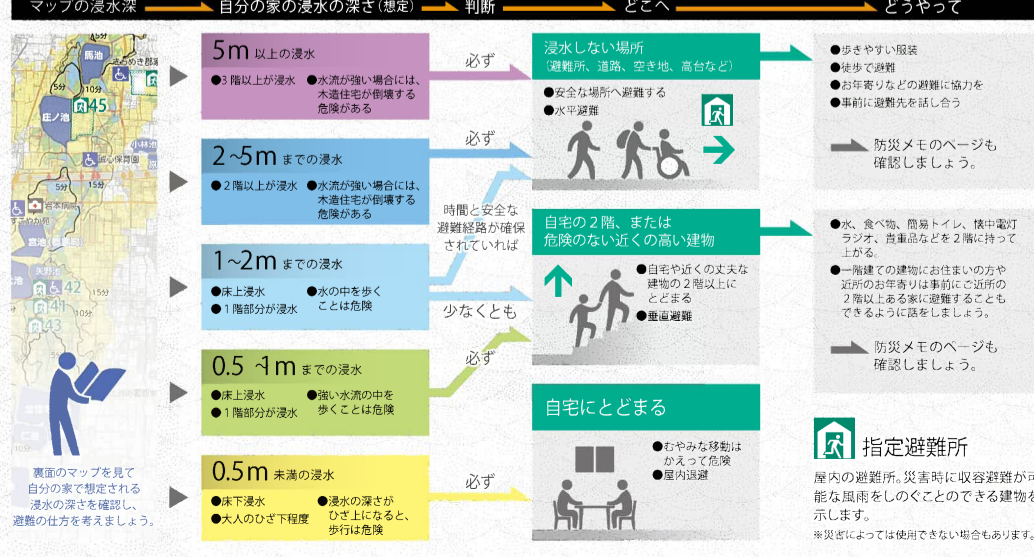 マップの浸水深
自分の家の浸水の深さ(想定)
判断
どこへ
どうやって
馬池
5分
10分
45
庄ノ池
小林池
誠心保育園
5分
15分
岩本病院
宮池
矢野池
42
41
43
10分
裏面のマップを見て
自分の家で想定される
浸水の深さを確認し、
避難の仕方を考えましょう。
5m 以上の浸水
●3階以上が浸水
●水流が強い場合には、
木造住宅が倒壊する
危険がある
必ず
2~5m までの浸水
●2階以上が浸水
●水流が強い場合には、
木造住宅が倒壊する
危険がある
必ず
1~2m までの浸水
●床上浸水
●1階部分が浸水
●水の中を歩く
ことは危険
時間と安全な
避難経路が確保
されていれば
少なくとも
0.5 ~1m までの浸水
●床上浸水
●1階部分が浸水
●強い水流の中を
歩くことは危険
必ず
0.5m 未満の浸水
●床下浸水
●大人のひざ下程度
●浸水の深さが
ひざ上になると、
歩行は危険
必ず
浸水しない場所
(避難所、道路、空き地、高台など)
●安全な場所へ避難する
●水平避難
自宅の2階、または
危険のない近くの高い建物
●自宅や近くの丈夫な
建物の2階以上に
とどまる
●垂直避難
自宅にとどまる
●むやみな移動は
かえって危険
●屋内退避
●歩きやすい服装
●徒歩で避難
●お年寄りなどの避難に協力を
●事前に避難先を話し合う
防災メモのページも
確認しましょう。
●水、食べ物、簡易トイレ、懐中電灯
ラジオ、貴重品などを2階に持って
上がる。
●一階建ての建物にお住まいの方や
近所のお年寄りは事前にご近所の
2階以上ある家に避難することも
できるように話をしましょう。
防災メモのページも
確認しましょう。
指定避難所
屋内の避難所。災害時に収容避難が可
能な風雨をしのぐことのできる建物を
示します。
※災害によっては使用できない場合もあります。